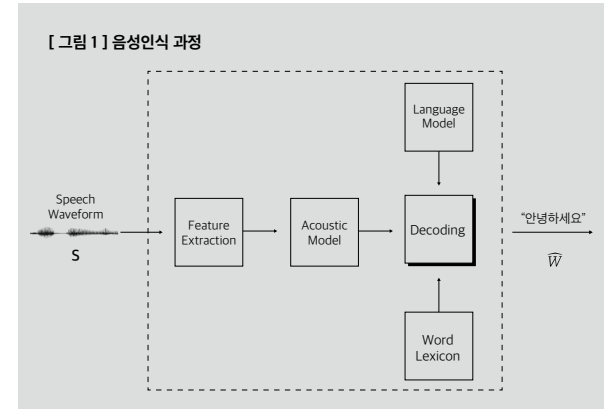 [ 그림 1 ] 음성인식 과정
Language
Model
Speech
Waveform
S
Feature
Extraction
Acoustic
Model
Decoding
"안녕하세요"
Ŵ
Word
Lexicon